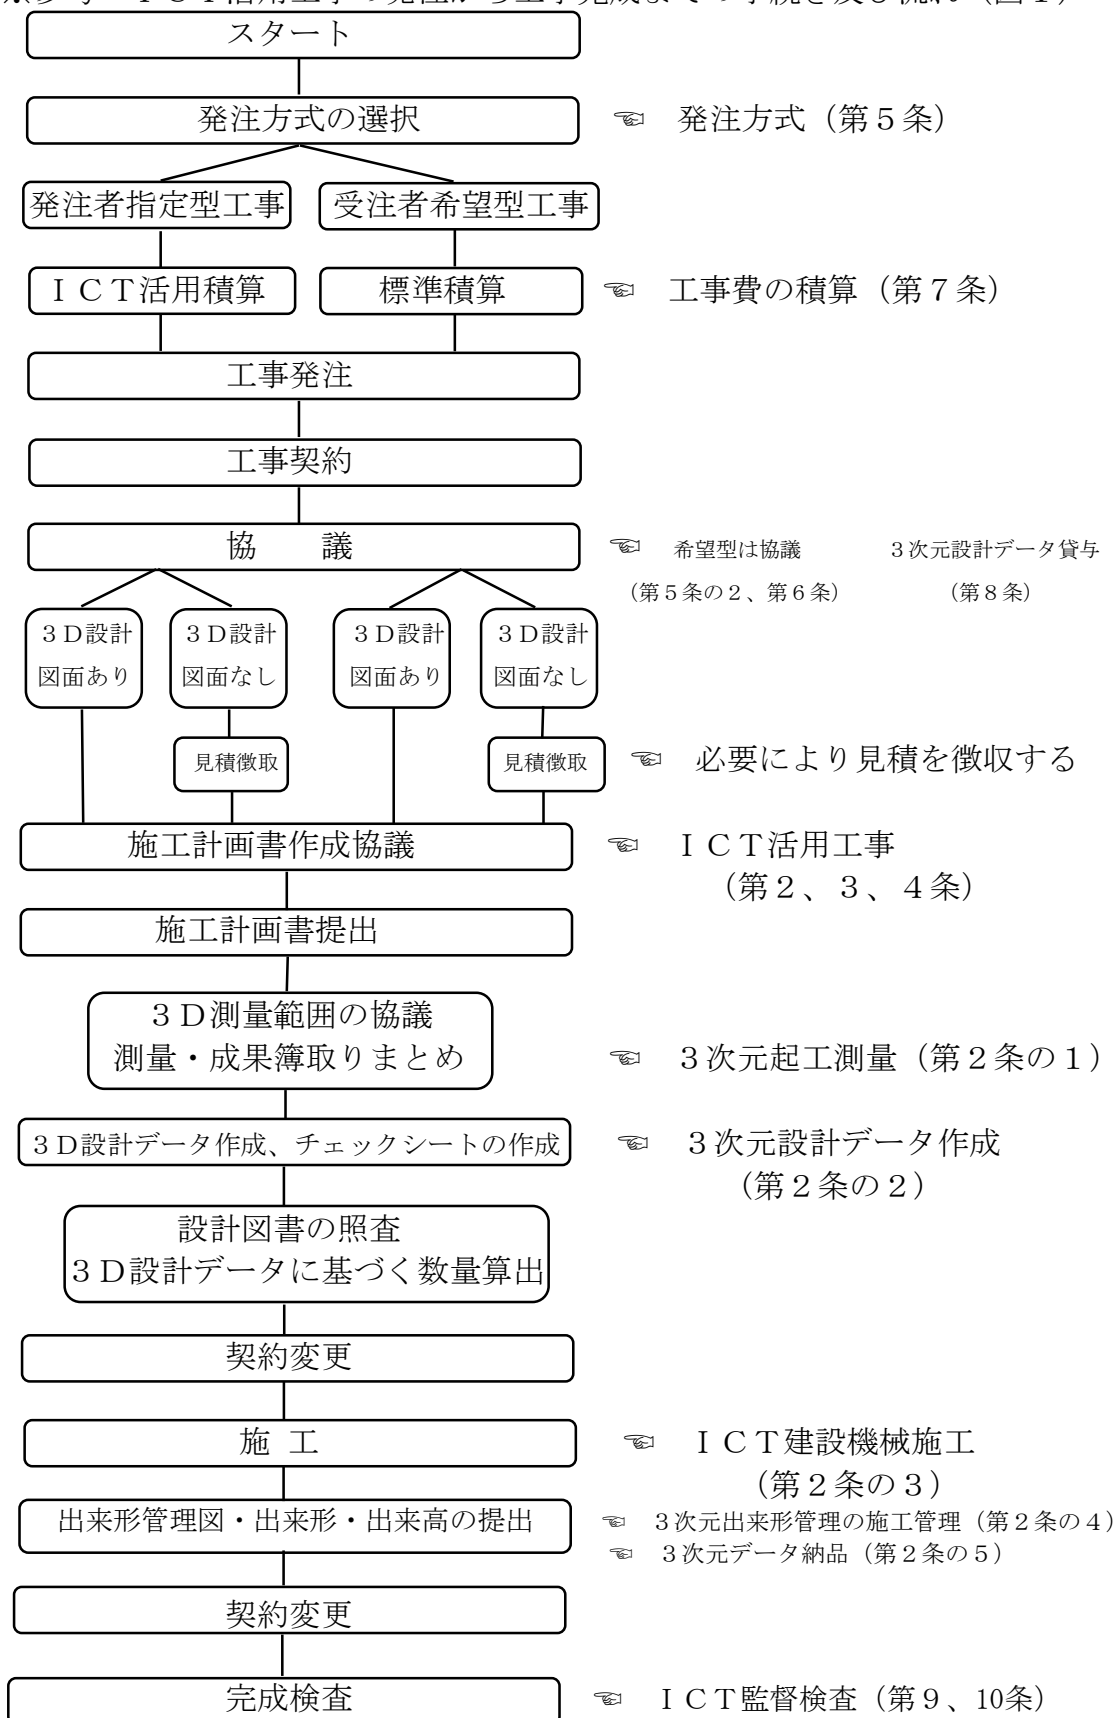 スタート
発注方式の選択 ☜ 発注方式（第５条）
発注者指定型工事 受注者希望型工事
ＩＣＴ活用積算 標準積算 ☜ 工事費の積算（第７条）
工事発注
工事契約
協　議 ☜ 希望型は協議 ３次元設計データ貸与
（第５条の２、第６条） （第８条）
３Ｄ設計 ３Ｄ設計 ３Ｄ設計 ３Ｄ設計
図面あり 図面なし 図面あり 図面なし
見積徴取 見積徴取 ☜ 必要により見積を徴収する
施工計画書作成協議 ☜ ＩＣＴ活用工事
（第２、３、４条）
施工計画書提出
３Ｄ測量範囲の協議
測量・成果簿取りまとめ ☜ ３次元起工測量（第２条の１）
３Ｄ設計データ作成、チェックシートの作成 ☜ ３次元設計データ作成
（第２条の２）
設計図書の照査
３Ｄ設計データに基づく数量算出
契約変更
施 工 ☜ ＩＣＴ建設機械施工
（第２条の３）
出来形管理図・出来形・出来高の提出 ☜ ３次元出来形管理の施工管理（第２条の４）
☜ ３次元データ納品（第２条の５）
契約変更
完成検査 ☜ ＩＣＴ監督検査（第９、10条）